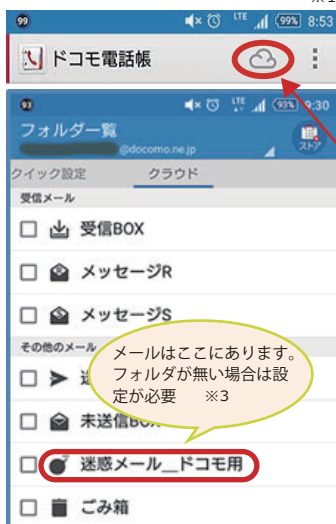 ※1
99 LTE 99% 8:53
ドコモ電話帳
93 LTE 93% 9:30
フォルダ一覧
@docomo.ne.jp
ストア
クイック設定 クラウド
受信メール
受信BOX
メッセージR
メッセージS
その他のメール
メールはここにあります。
フォルダが無い場合は設
定が必要 ※3
未送信BOX
迷惑メール__ドコモ用
ごみ箱